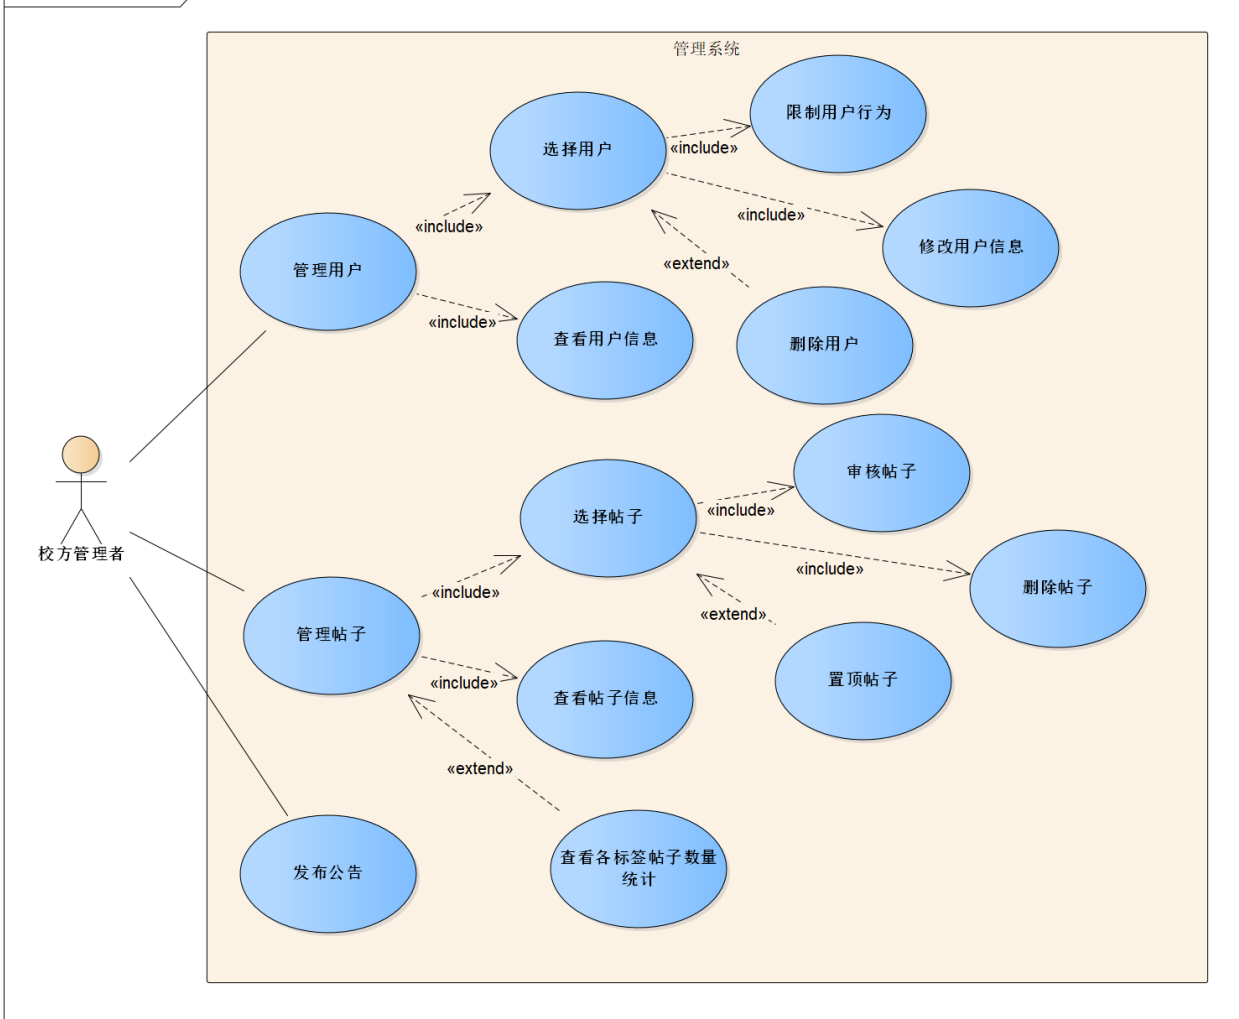 管理系统
限制用户行为
选择用户
«include»
«include»
«include»
修改用户信息
管理用户
«extend»
«include»
查看用户信息
删除用户
审核帖子
选择帖子
«include»
校方管理者
«include»
删除帖子
«include»
«extend»
管理帖子
置顶帖子
«include»
查看帖子信息
«extend»
查看各标签帖子数量
统计
发布公告